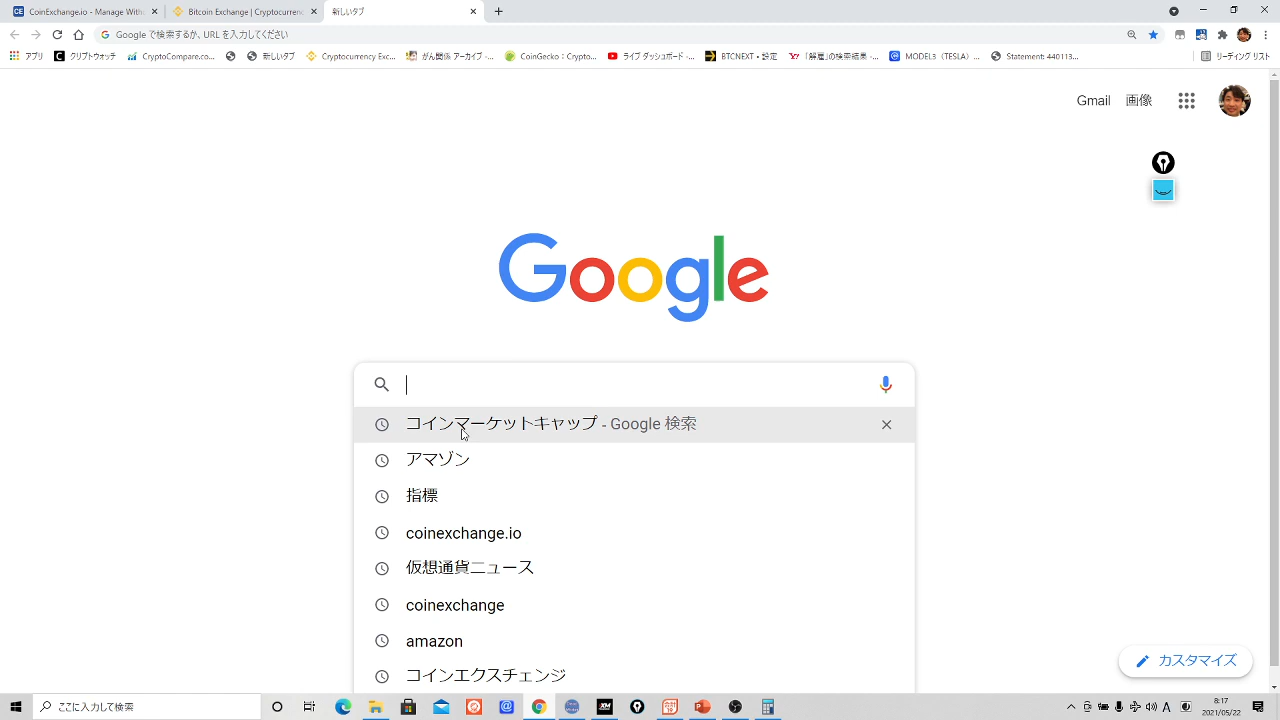 CoinExchange.io - Manage With
Bitcoin Exchange | Cryptocurrenc
新しいタブ
Google で検索するか、URL を入力してください
アプリ
クリプトウォッチ
CryptoCompare.co...
新しいタブ
Cryptocurrency Exc...
がん関係 アーカイブ -...
CoinGecko：Crypto...
ライブ ダッシュボード -...
BTCNEXT • 設定
「解雇」の検索結果 -...
MODEL3（TESLA）...
Statement: 440113...
リーディング リスト
Gmail
画像
Google
コインマーケットキャップ - Google 検索
アマゾン
指標
coinexchange.io
仮想通貨ニュース
coinexchange
amazon
コインエクスチェンジ
カスタマイズ
ここに入力して検索
XM
A
8:17
2021/05/22